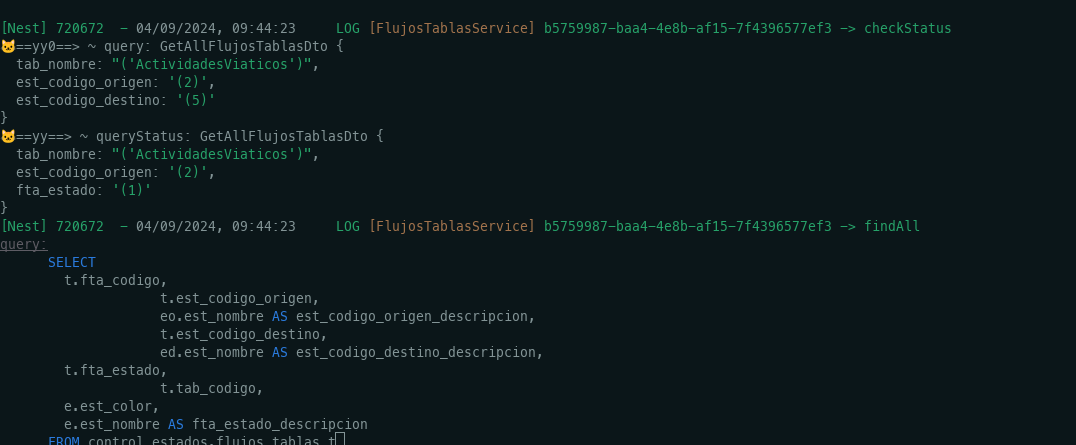 [Nest] 720672  - 04/09/2024, 09:44:23     LOG [FlujosTablasService] b5759987-baa4-4e8b-af15-7f4396577ef3 -> checkStatus
🐱==yy0==> ~ query: GetAllFlujosTablasDto {
  tab_nombre: "('ActividadesViaticos')",
  est_codigo_origen: '(2)',
  est_codigo_destino: '(5)'
}
🐱==yy==> ~ queryStatus: GetAllFlujosTablasDto {
  tab_nombre: "('ActividadesViaticos')",
  est_codigo_origen: '(2)',
  fta_estado: '(1)'
}
[Nest] 720672  - 04/09/2024, 09:44:23     LOG [FlujosTablasService] b5759987-baa4-4e8b-af15-7f4396577ef3 -> findAll
query:
      SELECT
        t.fta_codigo,
                    t.est_codigo_origen,
                    eo.est_nombre AS est_codigo_origen_descripcion,
                    t.est_codigo_destino,
                    ed.est_nombre AS est_codigo_destino_descripcion,
        t.fta_estado,
                    t.tab_codigo,
        e.est_color,
        e.est_nombre AS fta_estado_descripcion
      FROM control_estados.flujos_tablas t